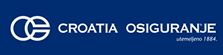 CROATIA OSIGURANJE
utemeljeno 1884.